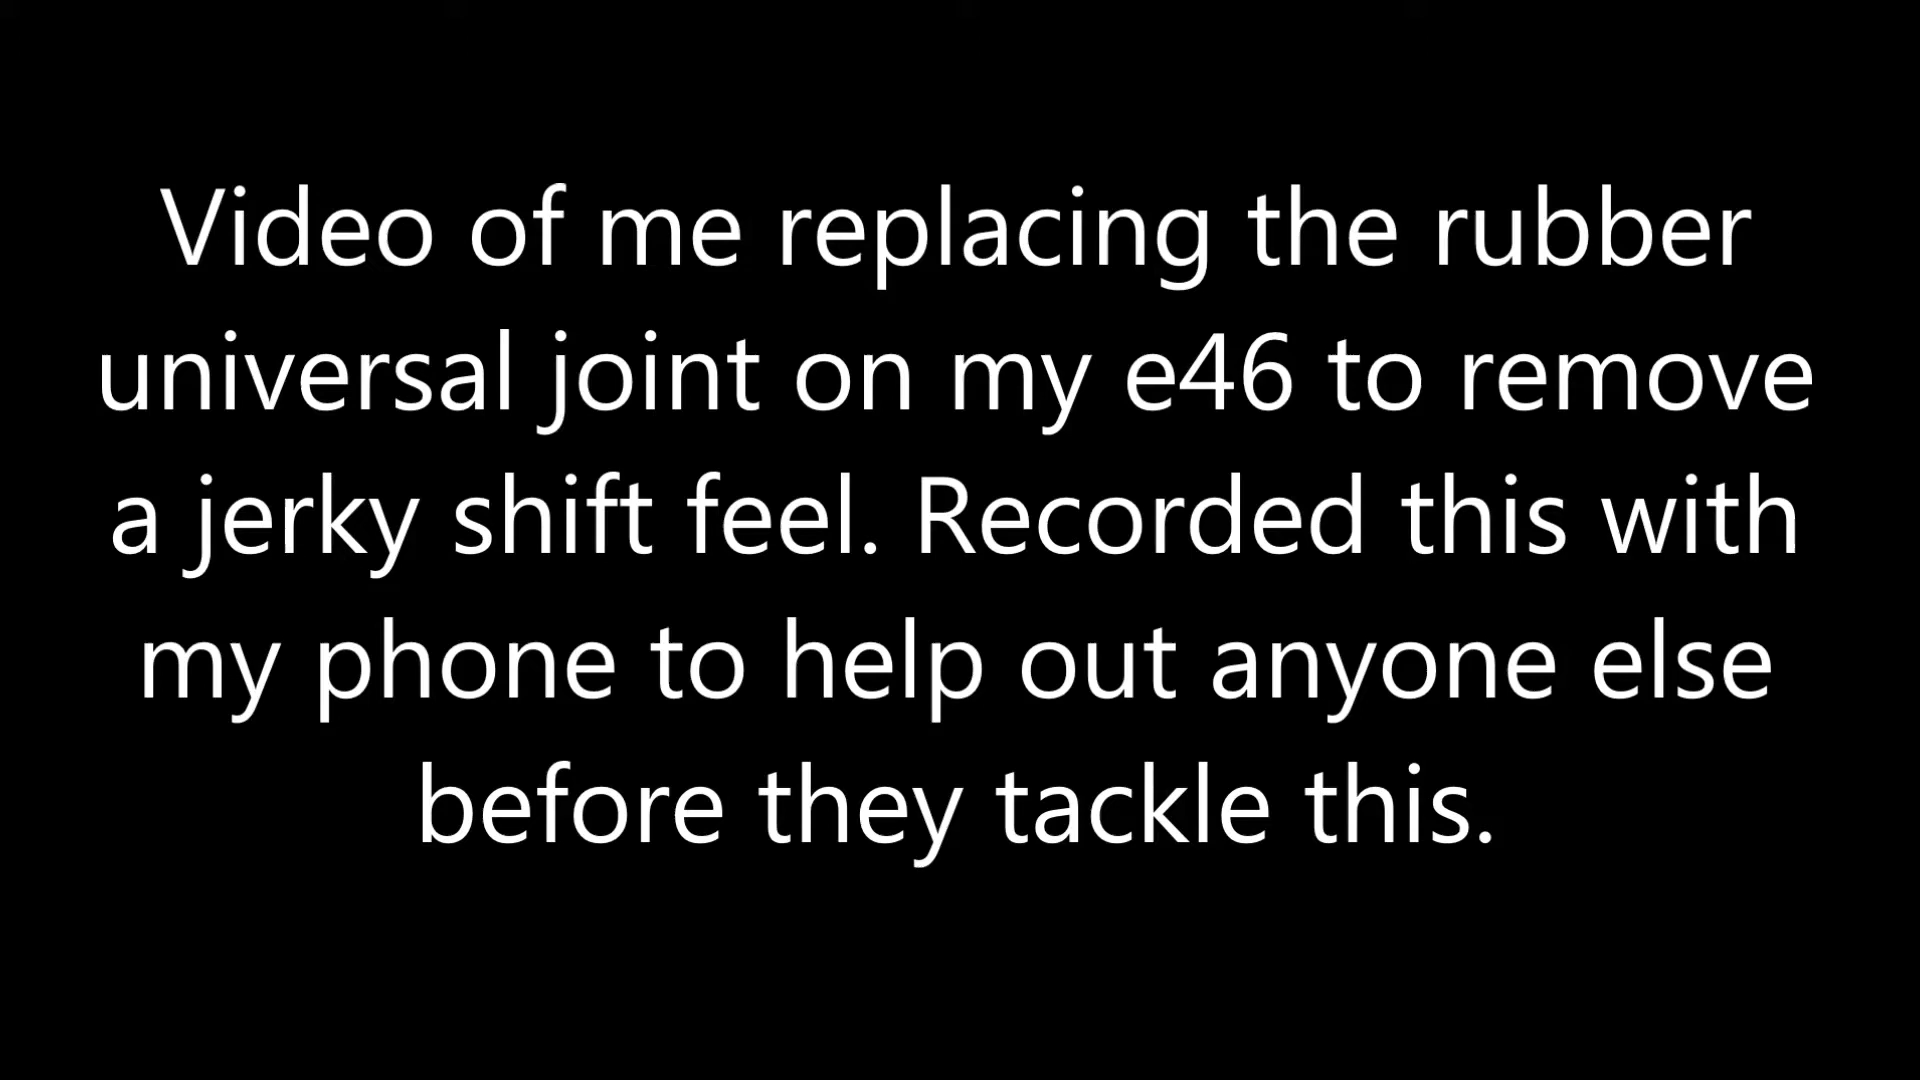 Video of me replacing the rubber
universal joint on my e46 to remove
a jerky shift feel. Recorded this with
my phone to help out anyone else
before they tackle this.